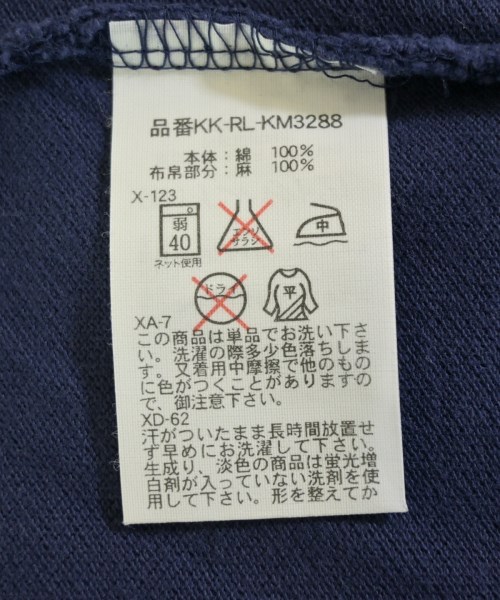 品番KK-RL-KM3288
本体：綿 100%
布帛部分：麻 100%
X-123
弱
40
エンソ
サラシ
中
ネット使用
ドライ
平
XA-7
この商品は単品でお洗い下さ
い。洗濯の際多少色落ちしま
す。又着用中摩擦で他のもの
に色がつくことがありますの
で、御注意下さい。
XD-62
汗がついたまま長時間放置せ
ず早めにお洗濯して下さい。
生成り、淡色の商品は蛍光増
白剤が入っていない洗剤を使
用して下さい。形を整えてか